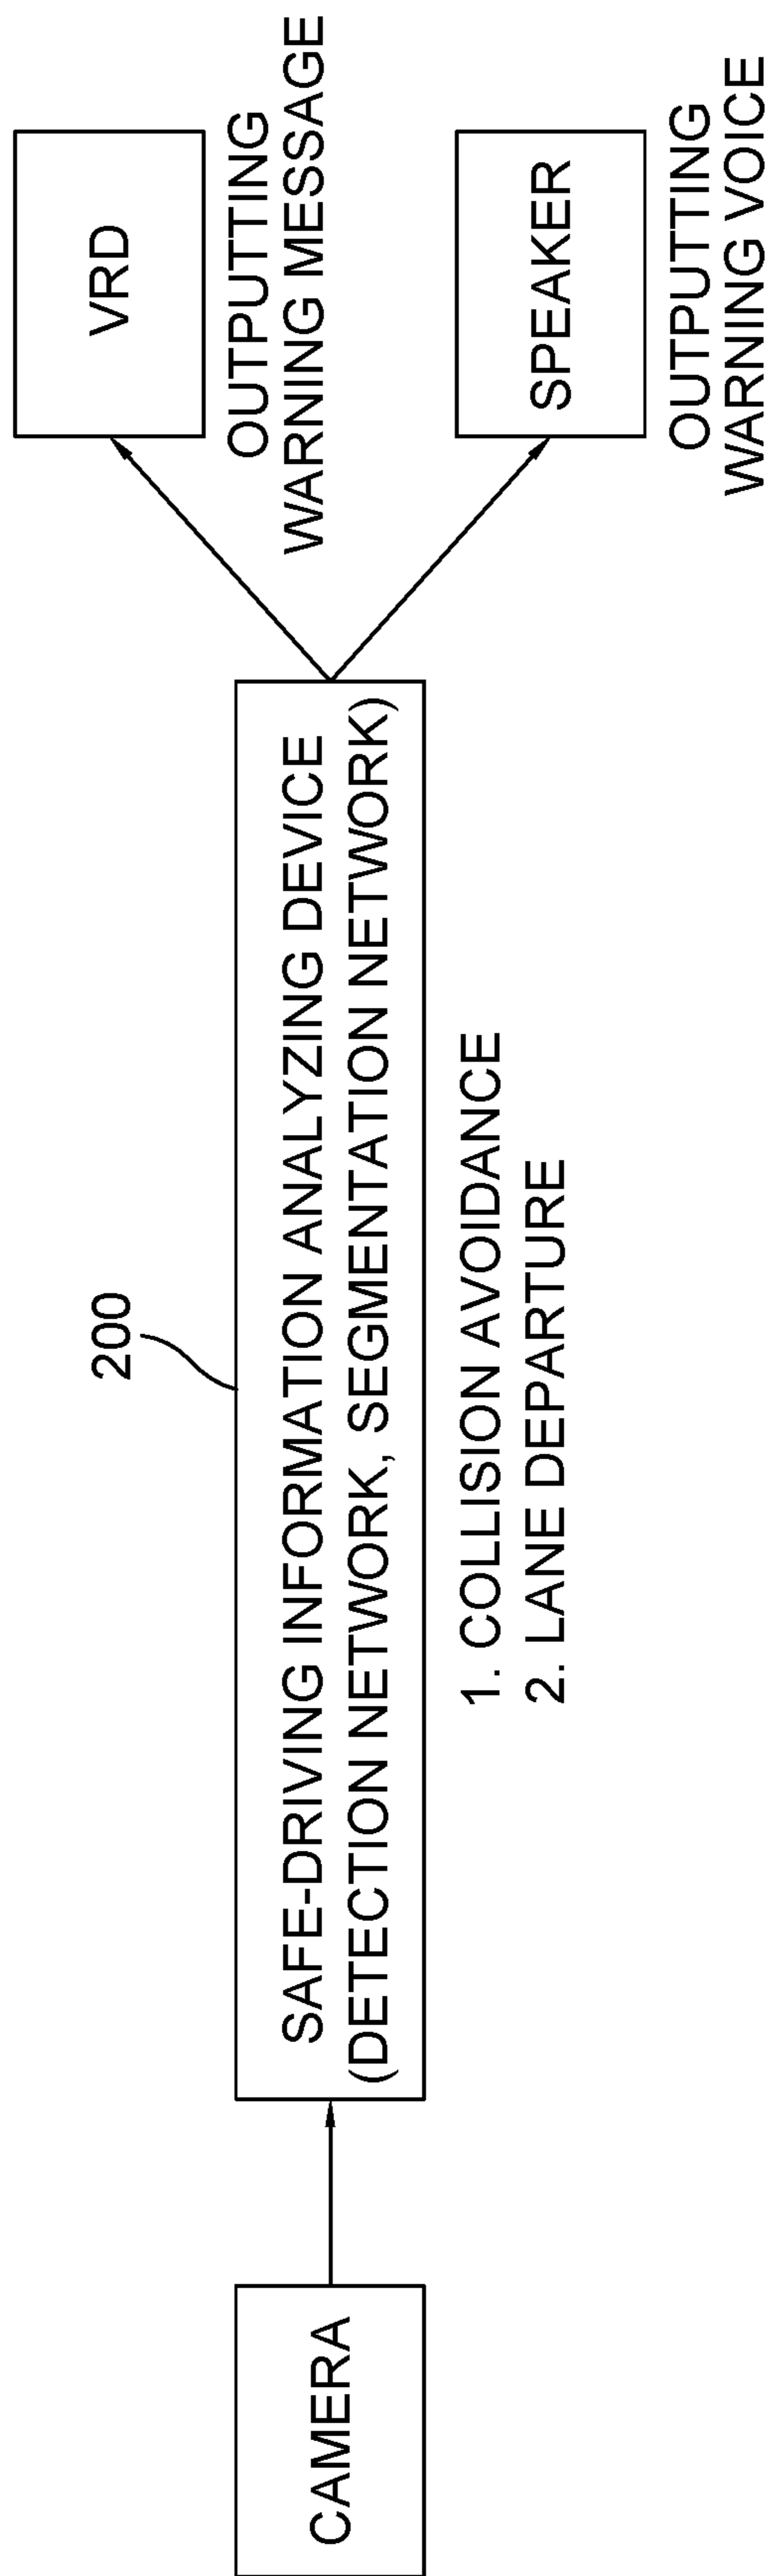 CAMERA
200
SAFE-DRIVING INFORMATION ANALYZING DEVICE
(DETECTION NETWORK, SEGMENTATION NETWORK)
1. COLLISION AVOIDANCE
2. LANE DEPARTURE
VRD
OUTPUTTING
WARNING MESSAGE
SPEAKER
OUTPUTTING
WARNING VOICE